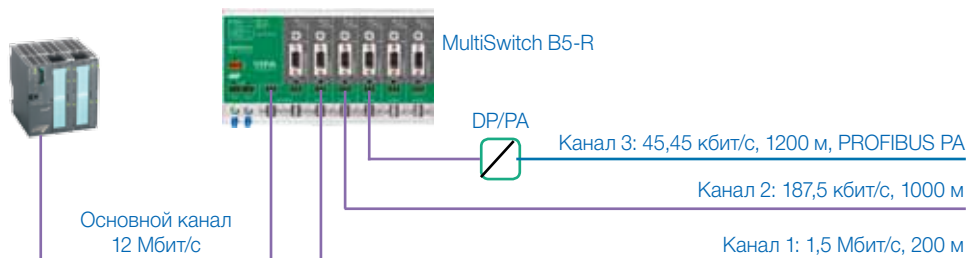 MultiSwitch B5-R
VIPA
DP/PA
Канал 3: 45,45 кбит/с, 1200 м, PROFIBUS PA
Канал 2: 187,5 кбит/с, 1000 м
Основной канал
12 Мбит/с
Канал 1: 1,5 Мбит/с, 200 м